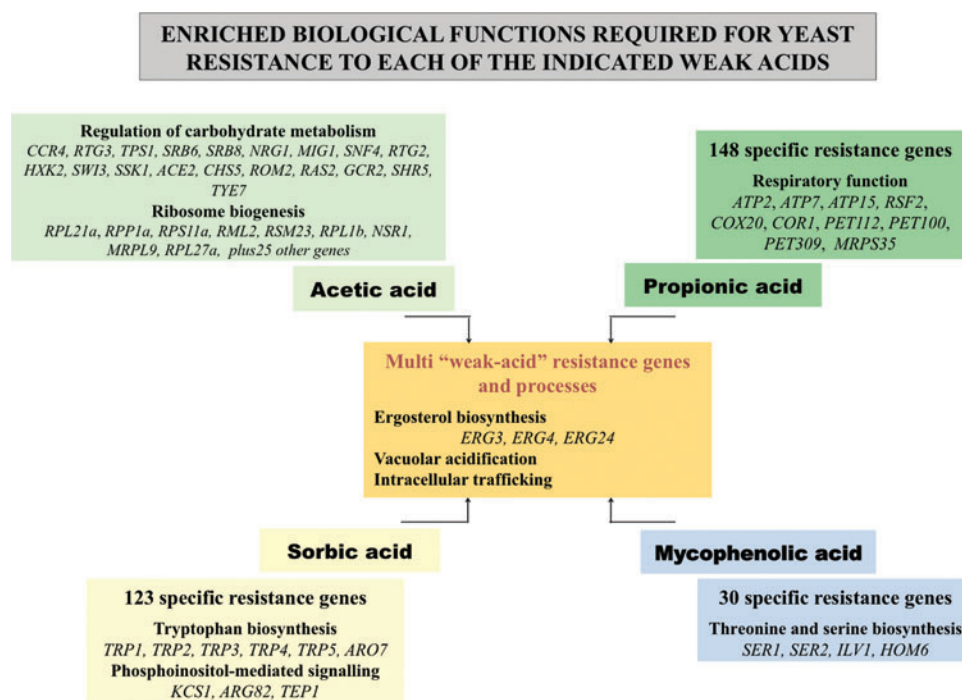 ENRICHED BIOLOGICAL FUNCTIONS REQUIRED FOR YEAST
RESISTANCE TO EACH OF THE INDICATED WEAK ACIDS
Regulation of carbohydrate metabolism
CCR4, RTG3, TPS1, SRB6, SRB8, NRG1, MIG1, SNF4, RTG2,
HXK2, SWI3, SSK1, ACE2, CHS5, ROM2, RAS2, GCR2, SHR5,
TYE7
Ribosome biogenesis
RPL21a, RPP1a, RPS11a, RML2, RSM23, RPL1b, NSR1,
MRPL9, RPL27a, plus25 other genes
Acetic acid
148 specific resistance genes
Respiratory function
ATP2, ATP7, ATP15, RSF2,
COX20, COR1, PET112, PET100,
PET309, MRPS35
Propionic acid
Multi “weak-acid” resistance genes
and processes
Ergosterol biosynthesis
ERG3, ERG4, ERG24
Vacuolar acidification
Intracellular trafficking
Sorbic acid
123 specific resistance genes
Tryptophan biosynthesis
TRP1, TRP2, TRP3, TRP4, TRP5, ARO7
Phosphoinositol-mediated signalling
KCS1, ARG82, TEP1
Mycophenolic acid
30 specific resistance genes
Threonine and serine biosynthesis
SER1, SER2, ILV1, HOM6